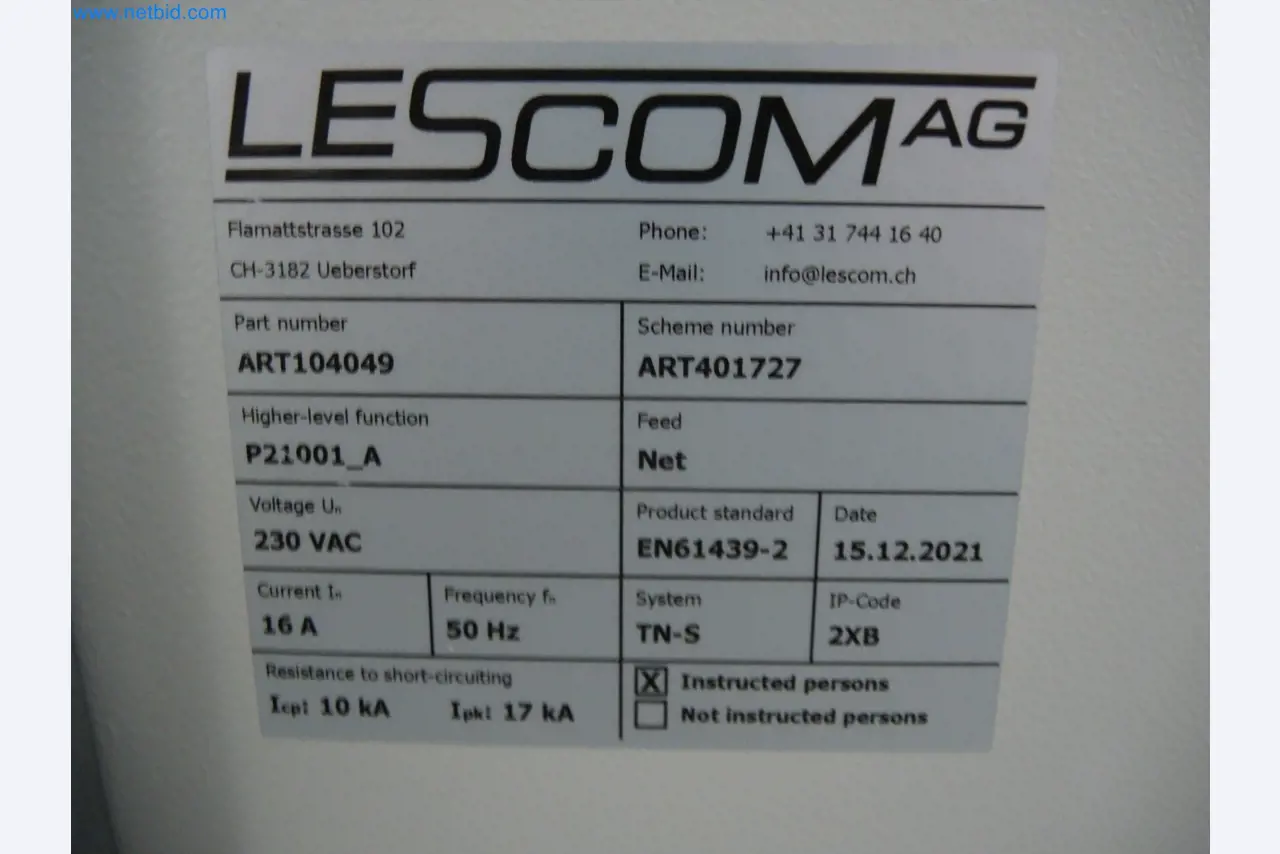 www.netbid.com
LESCOM AG
Flamattstrasse 102
Phone: +41 31 744 16 40
CH-3182 Ueberstorf
E-Mail: info@lescom.ch
Part number
ART104049
Scheme number
ART401727
Higher-level function
P21001_A
Feed
Net
Voltage Un
230 VAC
Product standard
EN61439-2
Date
15.12.2021
Current In
16 A
Frequency fn
50 Hz
System
TN-S
IP-Code
2XB
Resistance to short-circuiting
Icp: 10 kA Ipk: 17 kA
X Instructed persons
Not instructed persons